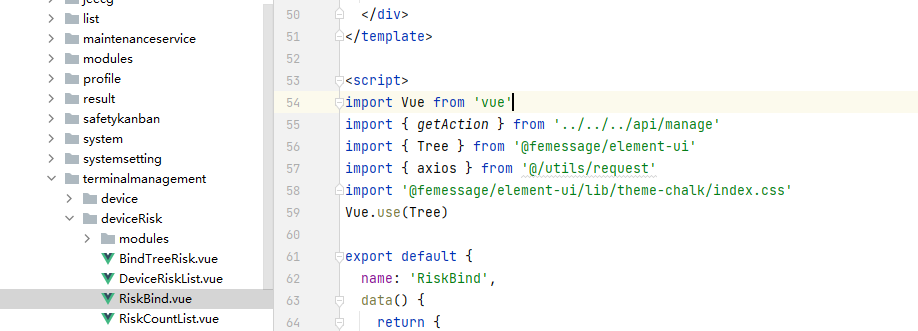 jeecg
list
maintenanceservice
modules
profile
result
safetykanban
system
systemsetting
terminalmanagement
device
deviceRisk
modules
BindTreeRisk.vue
DeviceRiskList.vue
RiskBind.vue
RiskCountList.vue
50 </div>
51 </template>
52
53 <script>
54 import Vue from 'vue'
55 import { getAction } from '../../../api/manage'
56 import { Tree } from '@femessage/element-ui'
57 import { axios } from '@/utils/request'
58 import '@femessage/element-ui/lib/theme-chalk/index.css'
59 Vue.use(Tree)
60
61 export default {
62 name: 'RiskBind',
63 data() {
64 return {